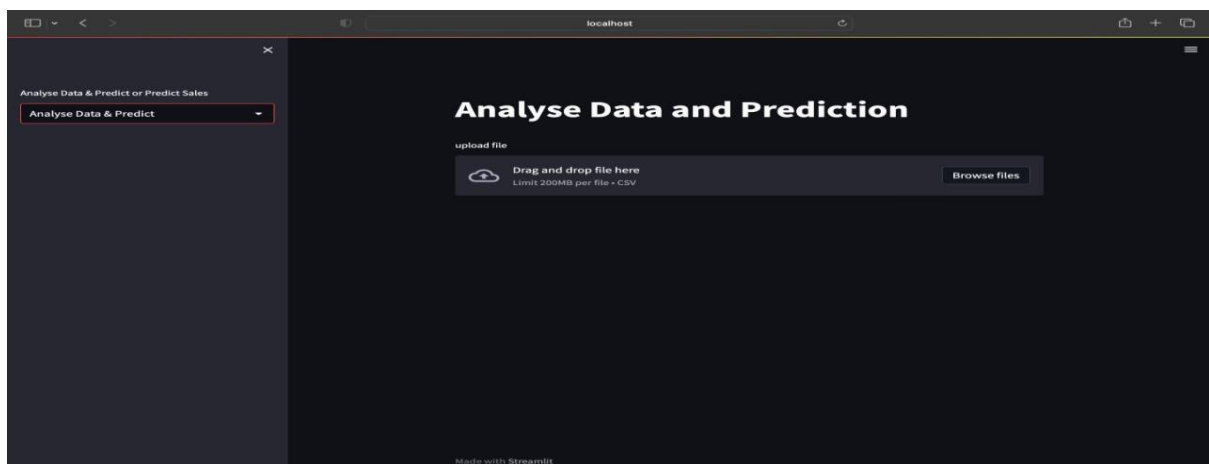 localhost
Analyse Data & Predict or Predict Sales
Analyse Data & Predict
Analyse Data and Prediction
upload file
Drag and drop file here
Limit 200MB per file • CSV
Browse files
Made with Streamlit